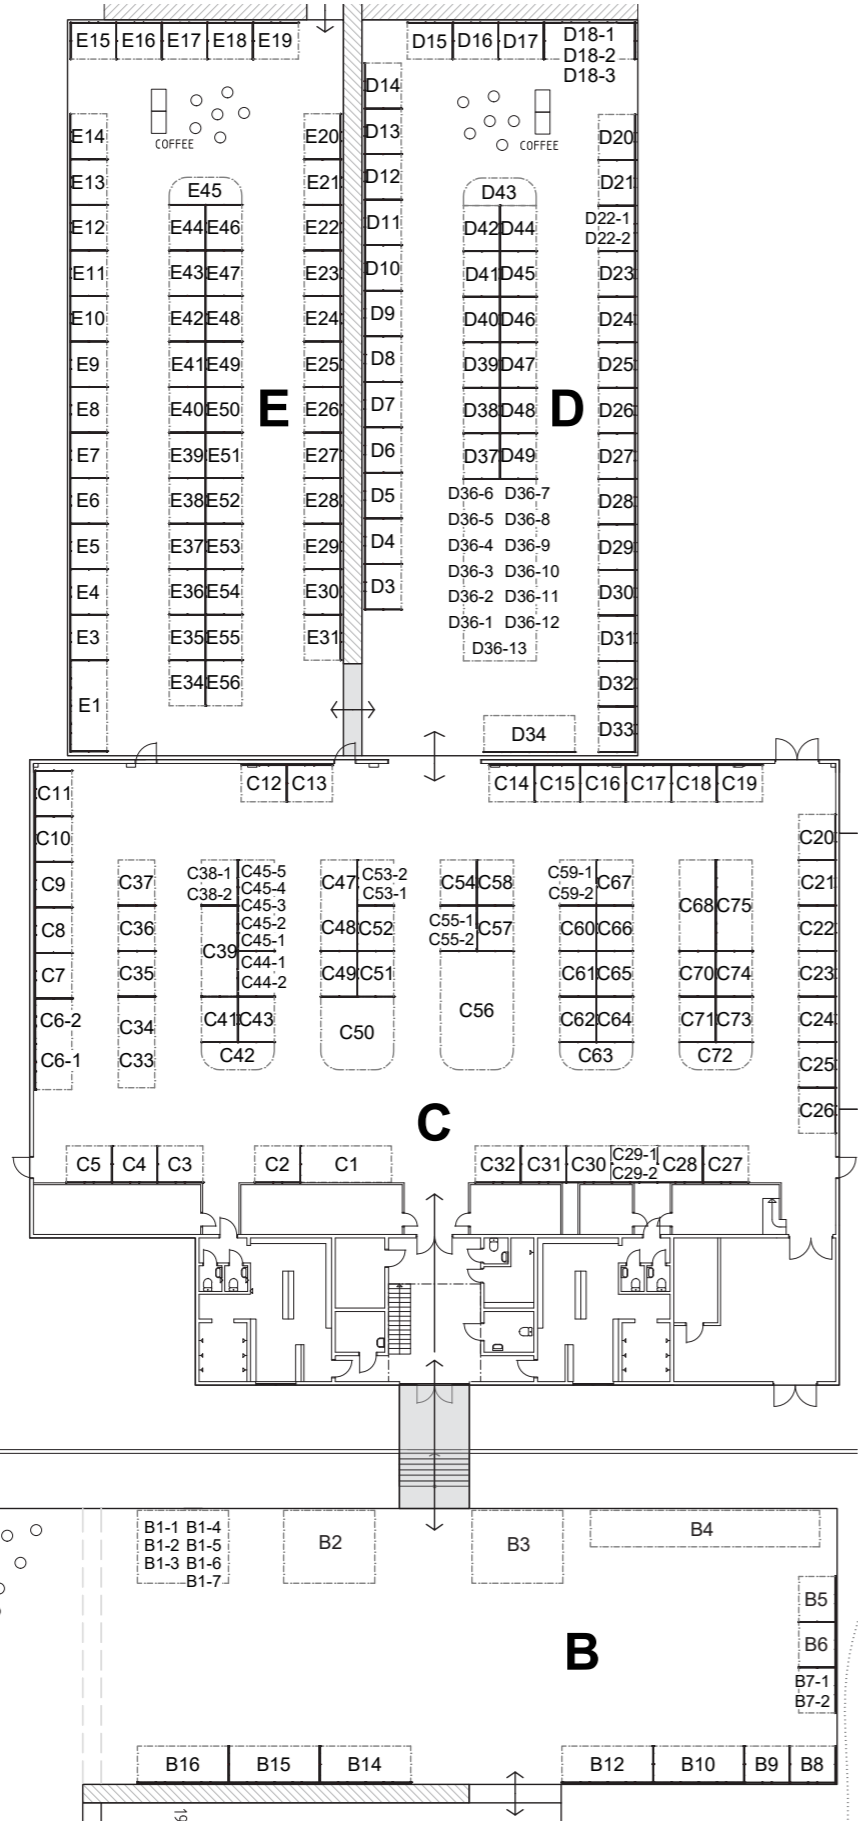 E15 E16 E17 E18 E19
D15 D16 D17 D18-1
D18-2
D18-3
D14
COFFEE
COFFEE
E14 E20 D13 D20
E13 E45 E21 D12 D43 D21
E12 E44 E46 E22 D11 D42 D44 D22-1
D22-2
E11 E43 E47 E23 D10 D41 D45 D23
E10 E42 E48 E24 D9 D40 D46 D24
E9 E41 E49 E25 D8 D39 D47 D25
E8 E40 E50 E E26 D7 D38 D48 D D26
E7 E39 E51 E27 D6 D37 D49 D27
E6 E38 E52 E28 D5 D36-6 D36-7 D28
D36-5 D36-8
E5 E37 E53 E29 D4 D36-4 D36-9 D29
D36-3 D36-10
E4 E36 E54 E30 D3 D36-2 D36-11 D30
D36-1 D36-12
E3 E35 E55 E31 D36-13 D31
E34 E56 D32
E1 D34 D33
C11 C12 C13 C14 C15 C16 C17 C18 C19
C10 C20
C9 C37 C38-1 C45-5 C47 C53-2 C54 C58 C59-1 C67 C21
C38-2 C45-4 C53-1 C59-2
C45-3 C68 C75
C8 C36 C45-2 C48 C52 C55-1 C57 C60 C66 C22
C39 C45-1 C55-2
C7 C35 C44-1 C49 C51 C61 C65 C70 C74 C23
C44-2
C6-2 C34 C41 C43 C50 C56 C62 C64 C71 C73 C24
C6-1 C33 C42 C63 C72 C25
C26
C
C5 C4 C3 C2 C1 C32 C31 C30 C29-1 C28 C27
C29-2
B1-1 B1-4 B2 B3 B4
B1-2 B1-5
B1-3 B1-6
B1-7
B5
B B6
B7-1
B7-2
B16 B15 B14 B12 B10 B9 B8
19